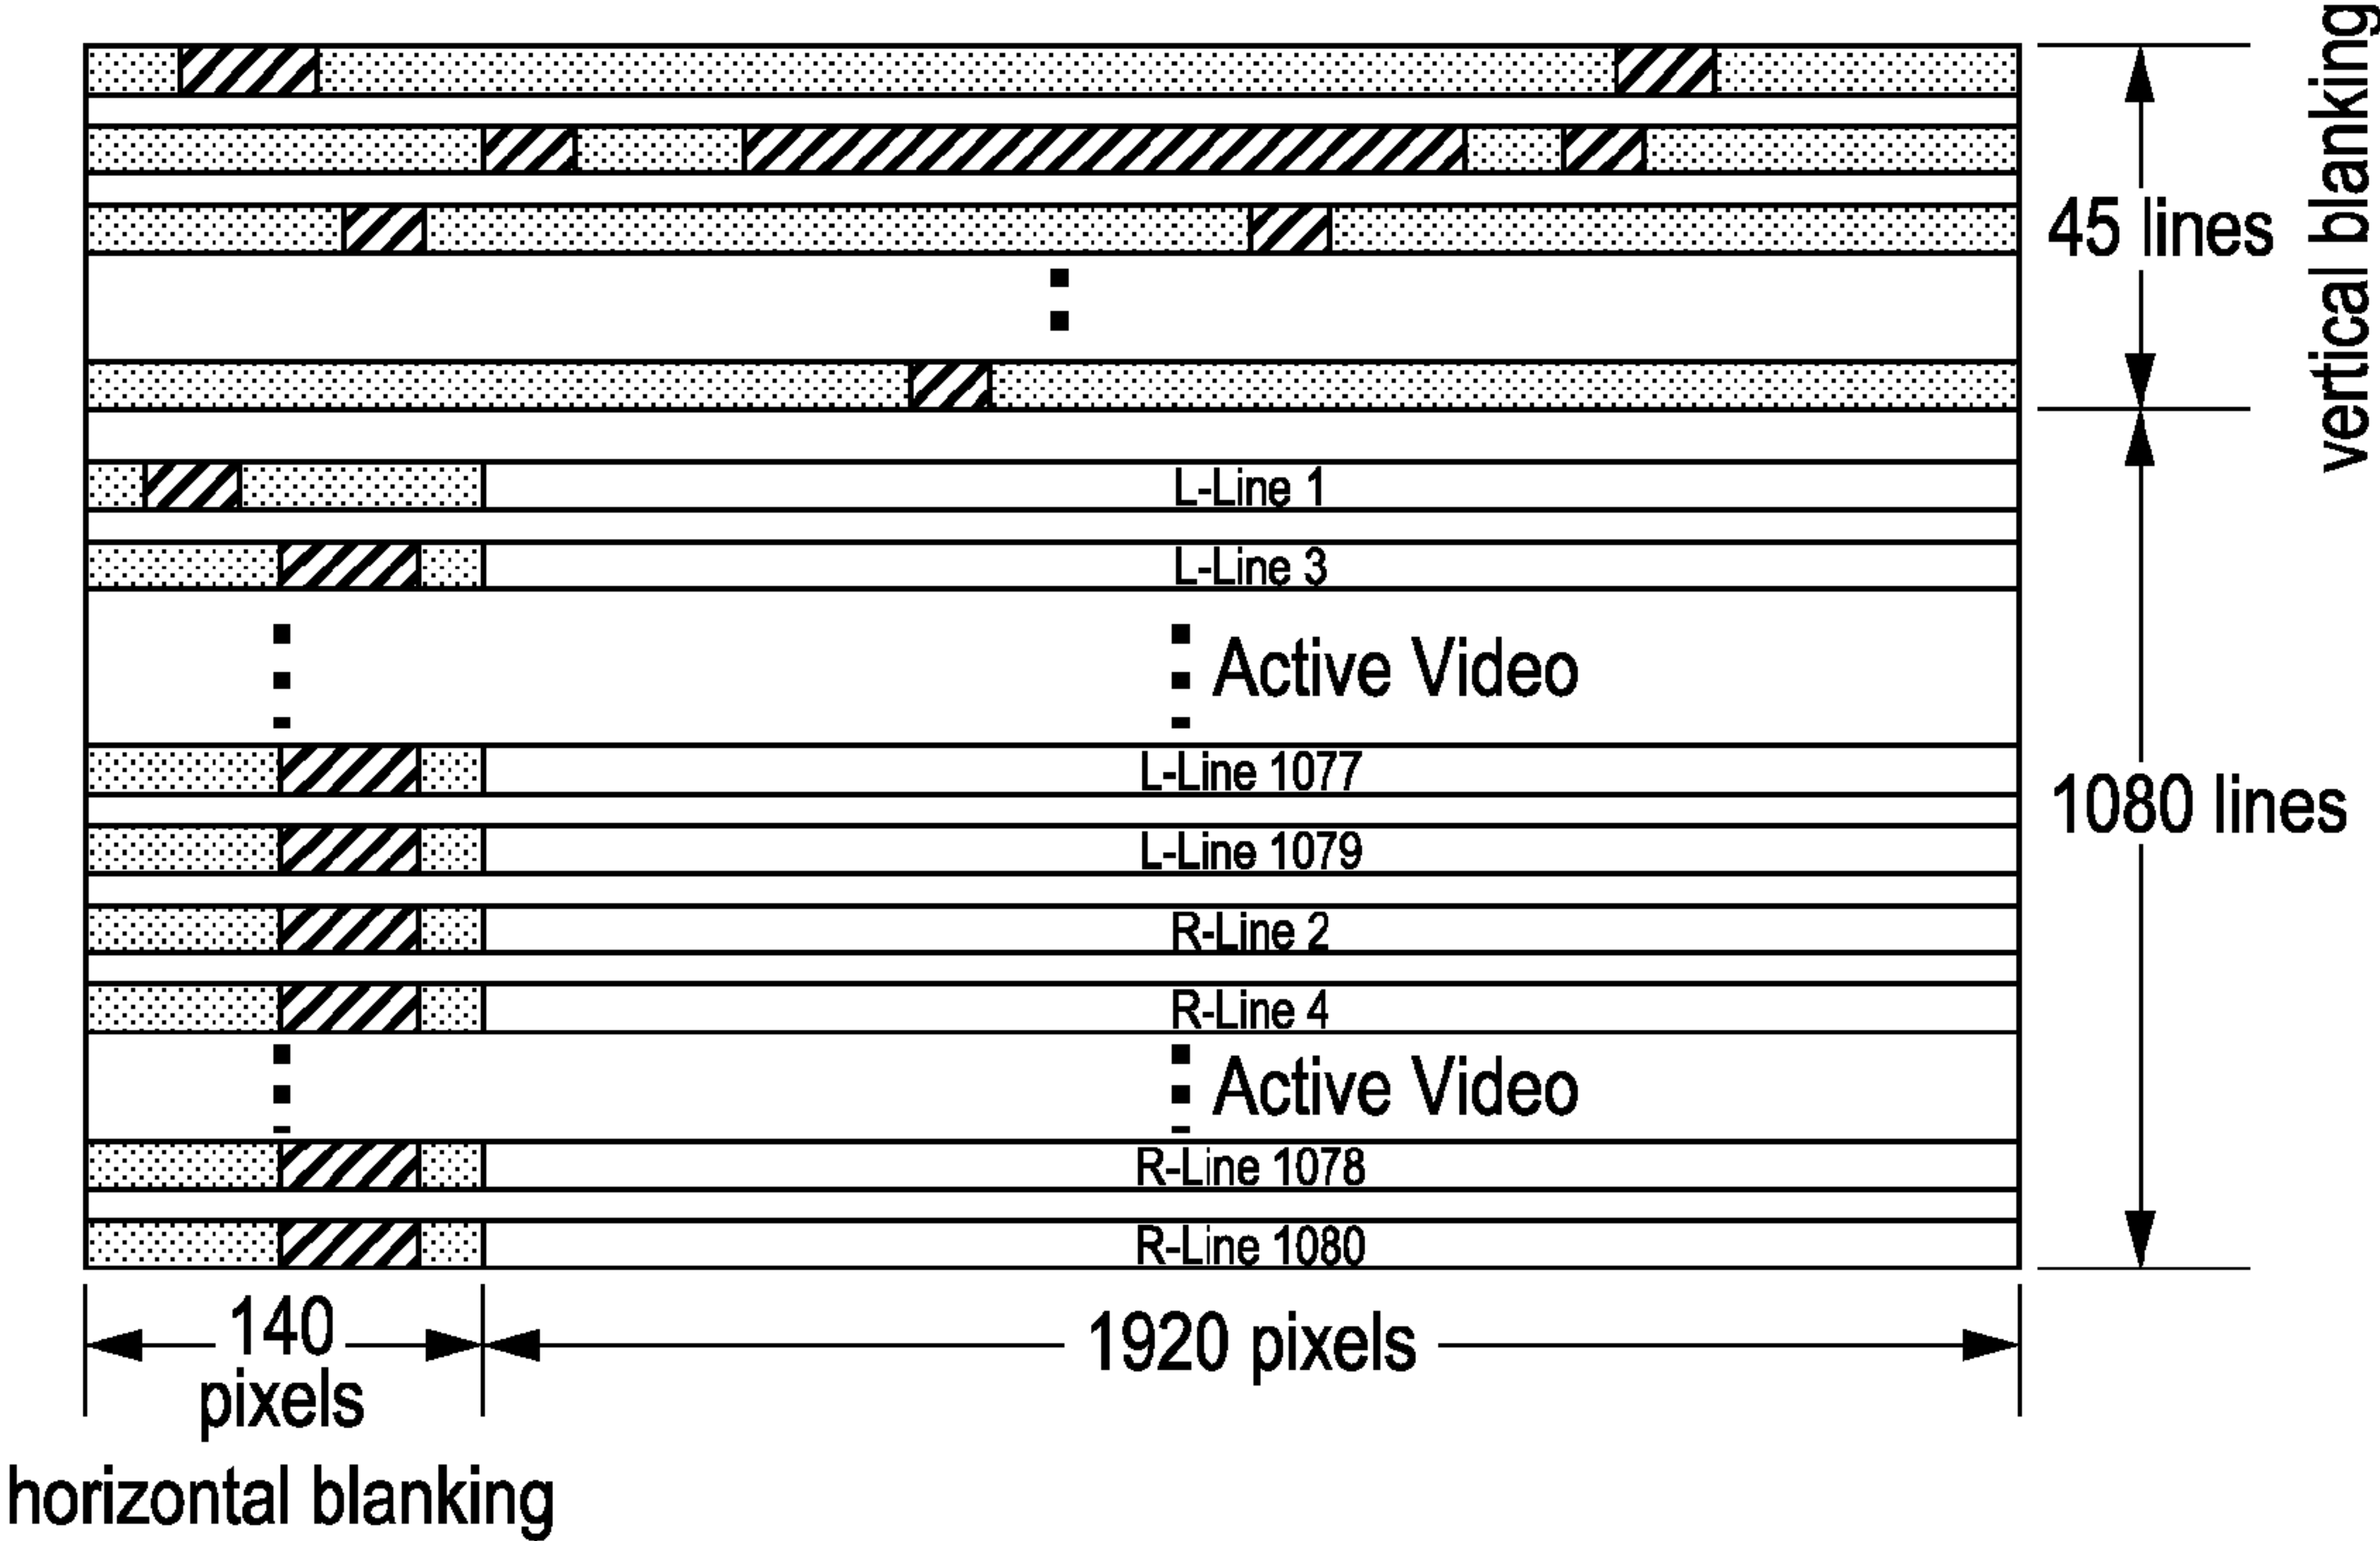 vertical blanking
45 lines
L-Line 1
L-Line 3
Active Video
L-Line 1077
1080 lines
L-Line 1079
R-Line 2
R-Line 4
Active Video
R-Line 1078
R-Line 1080
140
pixels
1920 pixels
horizontal blanking